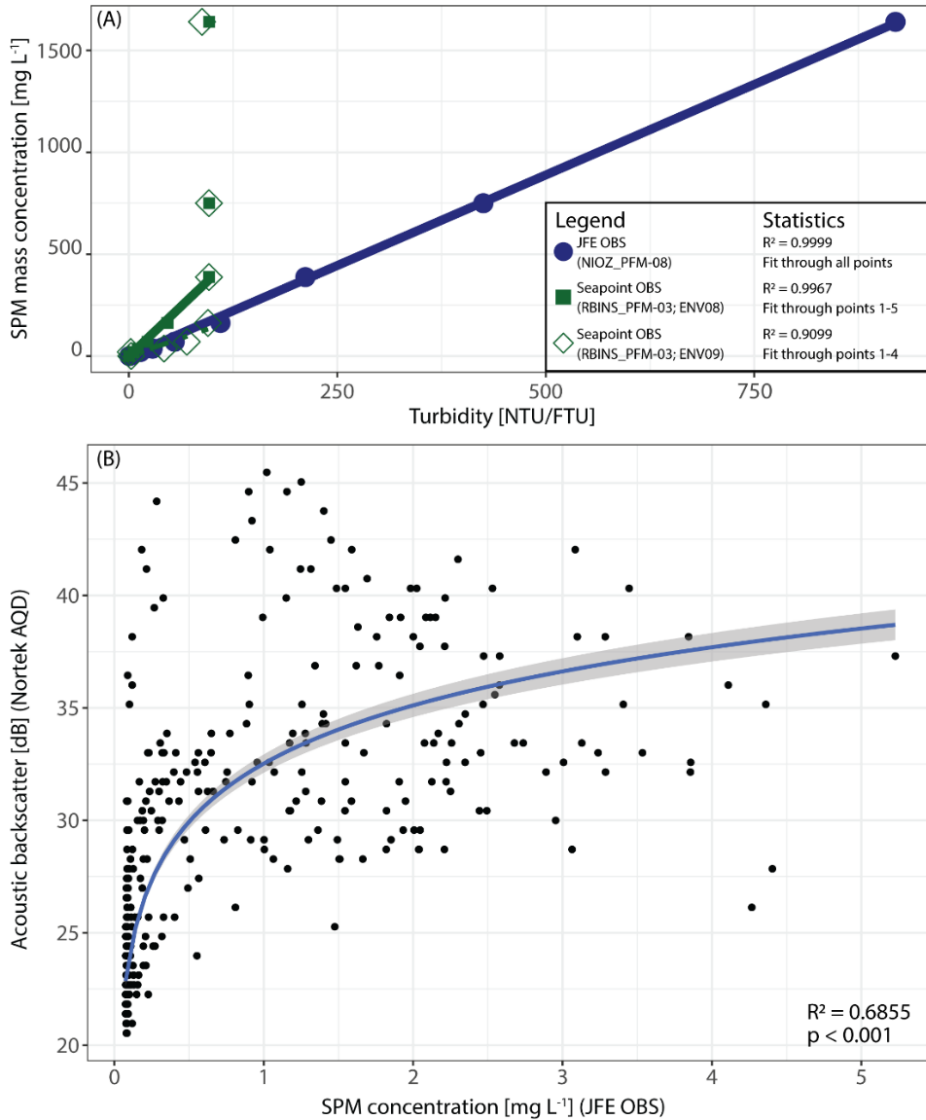 (A)
SPM mass concentration [mg L⁻¹]
1500
1000
500
0
0
250
500
750
Turbidity [NTU/FTU]
Legend Statistics
JFE OBS R² = 0.9999
(NIOZ_PFM-08) Fit through all points
Seapoint OBS R² = 0.9967
(RBINS_PFM-03; ENV08) Fit through points 1-5
Seapoint OBS R² = 0.9099
(RBINS_PFM-03; ENV09) Fit through points 1-4
(B)
Acoustic backscatter [dB] (Nortek AQD)
45
40
35
30
25
20
R² = 0.6855
p < 0.001
0
1
2
3
4
5
SPM concentration [mg L⁻¹] (JFE OBS)